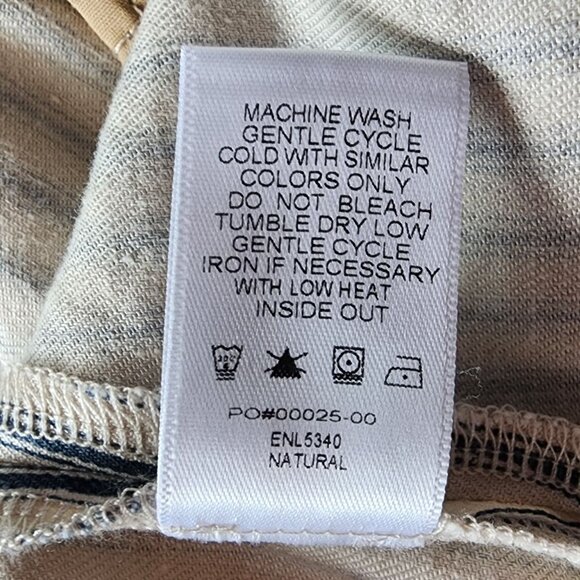 MACHINE WASH
GENTLE CYCLE
COLD WITH SIMILAR
COLORS ONLY
DO NOT BLEACH
TUMBLE DRY LOW
GENTLE CYCLE
IRON IF NECESSARY
WITH LOW HEAT
INSIDE OUT
30°C
PO#00025-00
ENL5340
NATURAL